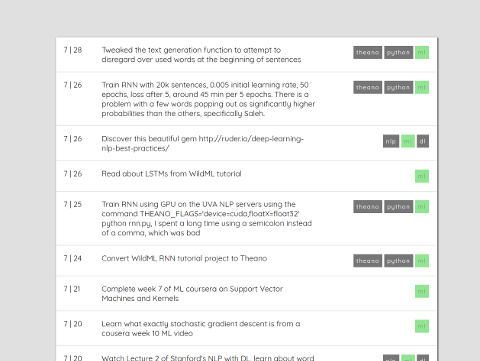 7 | 28 Tweaked the text generation function to attempt to theano python ml
disregard over used words at the beginning of sentences
7 | 26 Train RNN with 20k sentences, 0.005 initial learning rate, 50 theano python ml
epochs, loss after 5, around 45 min per 5 epochs. There is a
problem with a few words popping out as significantly higher
probabilities than the others, specifically Saleh.
7 | 26 Discover this beautiful gem http://ruder.io/deep-learning- nlp ml dl
nlp-best-practices/
7 | 26 Read about LSTMs from WildML tutorial ml
7 | 25 Train RNN using GPU on the UVA NLP servers using the theano python ml
command THEANO_FLAGS='device=cuda,floatX=float32'
python rnn.py, I spent a long time using a semicolon instead
of a comma, which was bad
7 | 24 Convert WildML RNN tutorial project to Theano theano python ml
7 | 21 Complete week 7 of ML coursera on Support Vector ml
Machines and Kernels
7 | 20 Learn what exactly stochastic gradient descent is from a ml
cousera week 10 ML video
7 | 20 Watch Lecture 2 of Stanford's NLP with DL, learn about word